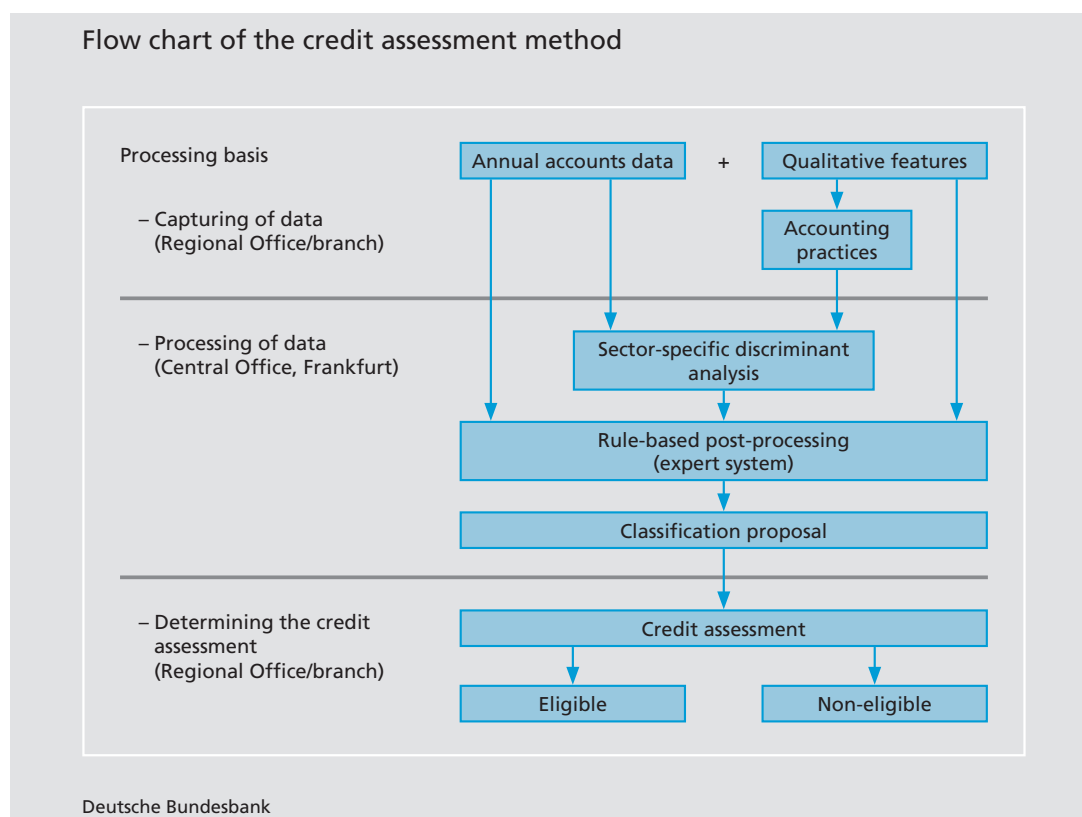 Flow chart of the credit assessment method
Processing basis
Annual accounts data
+
Qualitative features
– Capturing of data
(Regional Office/branch)
Accounting
practices
– Processing of data
(Central Office, Frankfurt)
Sector-specific discriminant
analysis
Rule-based post-processing
(expert system)
Classification proposal
– Determining the credit
assessment
(Regional Office/branch)
Credit assessment
Eligible
Non-eligible
Deutsche Bundesbank